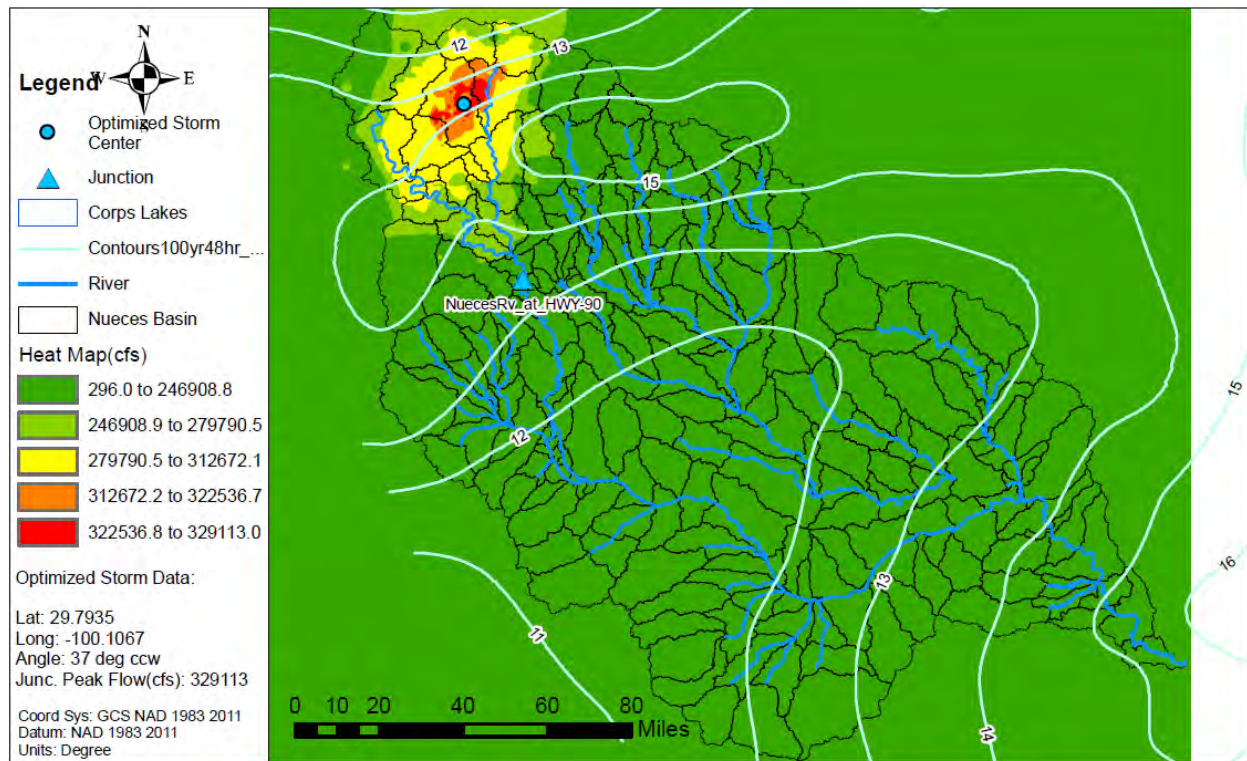 N
W
E
S
Legend
Optimized Storm
Center
Junction
Corps Lakes
Contours100yr48hr_...
River
Nueces Basin
Heat Map(cfs)
296.0 to 246908.8
246908.9 to 279790.5
279790.5 to 312672.1
312672.2 to 322536.7
322536.8 to 329113.0
Optimized Storm Data:
Lat: 29.7935
Long: -100.1067
Angle: 37 deg ccw
Junc. Peak Flow(cfs): 329113
Coord Sys: GCS NAD 1983 2011
Datum: NAD 1983 2011
Units: Degree
12
13
15
NuecesRv_at_HWY-90
12
15
16
11
13
14
0 10 20 40 60 80
Miles